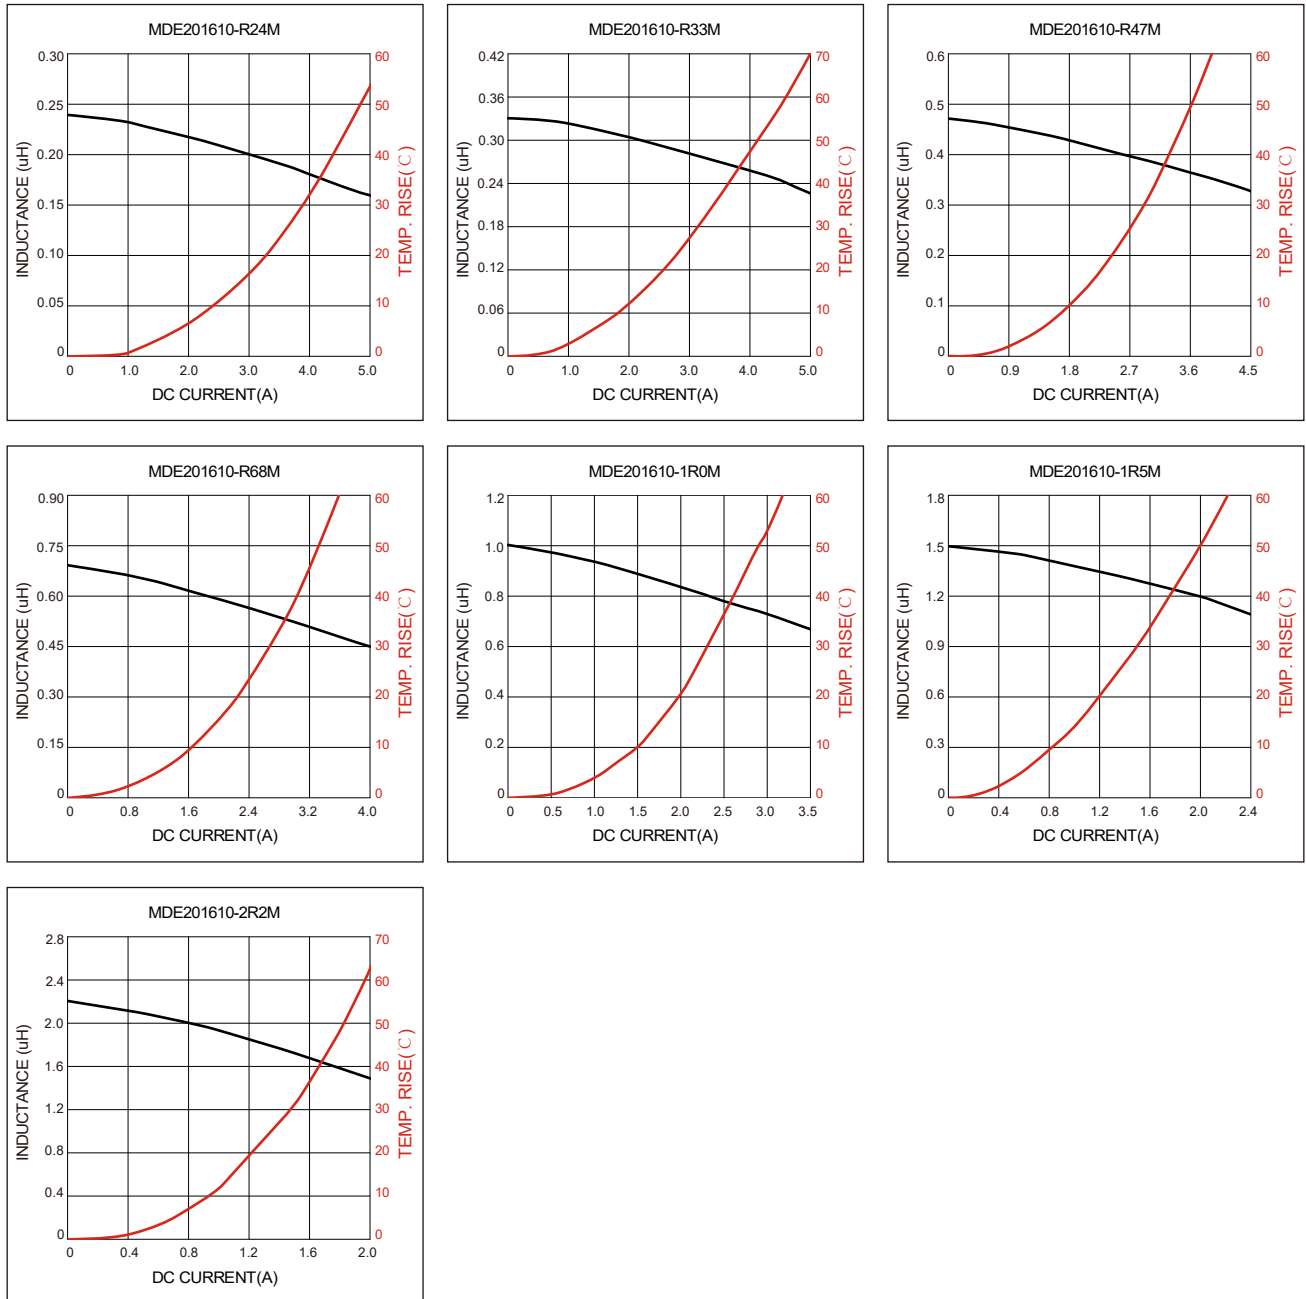 MDE201610-R24M
0.30
0.25
0.20
0.15
0.10
0.05
0
60
50
40
30
20
10
0
0 1.0 2.0 3.0 4.0 5.0
INDUCTANCE (uH)
TEMP. RISE(℃)
DC CURRENT(A)
MDE201610-R33M
0.42
0.36
0.30
0.24
0.18
0.12
0.06
0
70
60
50
40
30
20
10
0
0 1.0 2.0 3.0 4.0 5.0
INDUCTANCE (uH)
TEMP. RISE(℃)
DC CURRENT(A)
MDE201610-R47M
0.6
0.5
0.4
0.3
0.2
0.1
0
60
50
40
30
20
10
0
0 0.9 1.8 2.7 3.6 4.5
INDUCTANCE (uH)
TEMP. RISE(℃)
DC CURRENT(A)
MDE201610-R68M
0.90
0.75
0.60
0.45
0.30
0.15
0
60
50
40
30
20
10
0
0 0.8 1.6 2.4 3.2 4.0
INDUCTANCE (uH)
TEMP. RISE(℃)
DC CURRENT(A)
MDE201610-1R0M
1.2
1.0
0.8
0.6
0.4
0.2
0
60
50
40
30
20
10
0
0 0.5 1.0 1.5 2.0 2.5 3.0 3.5
INDUCTANCE (uH)
TEMP. RISE(℃)
DC CURRENT(A)
MDE201610-1R5M
1.8
1.5
1.2
0.9
0.6
0.3
0
60
50
40
30
20
10
0
0 0.4 0.8 1.2 1.6 2.0 2.4
INDUCTANCE (uH)
TEMP. RISE(℃)
DC CURRENT(A)
MDE201610-2R2M
2.8
2.4
2.0
1.6
1.2
0.8
0.4
0
70
60
50
40
30
20
10
0
0 0.4 0.8 1.2 1.6 2.0
INDUCTANCE (uH)
TEMP. RISE(℃)
DC CURRENT(A)